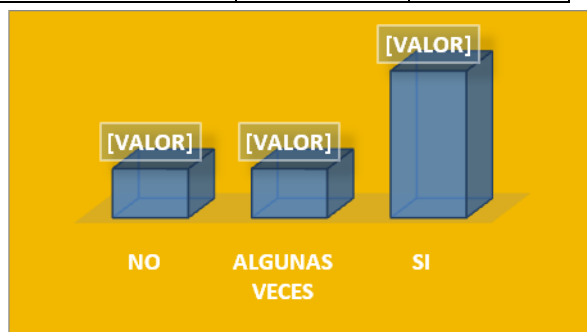 [VALOR]
[VALOR] [VALOR]
NO ALGUNAS VECES SI